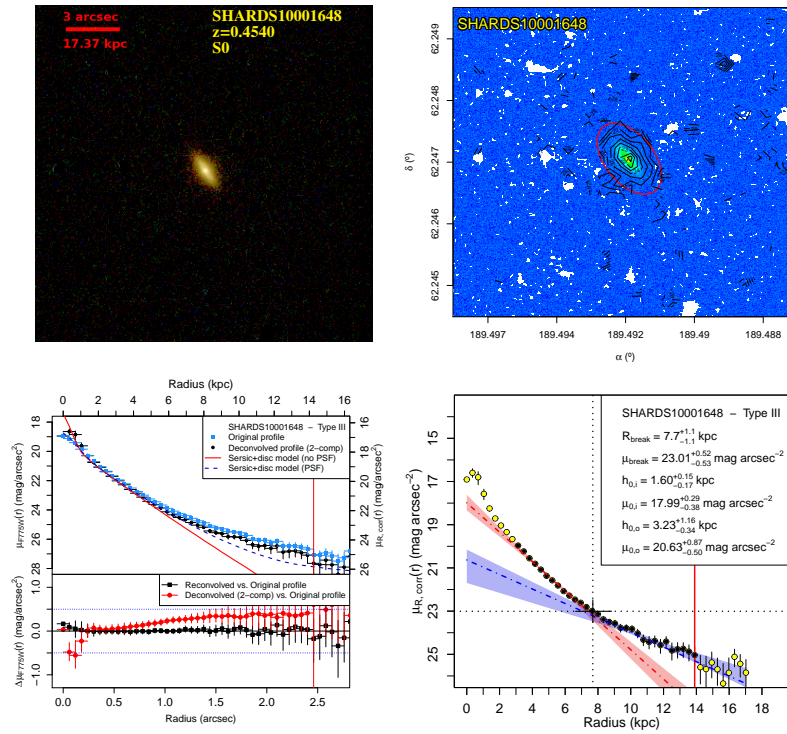 3 arcsec
17.37 kpc
SHARDS10001648
z=0.4540
S0
SHARDS10001648
62.249
62.248
62.247
62.246
62.245
δ (º)
189.497
189.494
189.492
189.49
189.488
α (º)
Radius (kpc)
0 1 2 3 4 5 6 7 8 9 10 12 14 16
18
20
22
24
26
28
μF775W(r) (mag/arcsec²)
16
18
20
22
24
26
μR, corr(r) (mag/arcsec²)
SHARDS10001648 − Type III
Original profile
Deconvolved profile (2−comp)
Sersic+disc model (no PSF)
Sersic+disc model (PSF)
1.0
0.0
−1.0
ΔμF775W(r) (mag/arcsec²)
Reconvolved vs. Original profile
Deconvolved (2−comp) vs. Original profile
0.0 0.5 1.0 1.5 2.0 2.5
Radius (arcsec)
13
15
17
19
21
23
25
μR,corr(r) (mag arcsec−2)
SHARDS10001648 − Type III
Rbreak = 7.7+1.1−1.1 kpc
μbreak = 23.01+0.52−0.53 mag arcsec−2
h0,i = 1.60+0.15−0.17 kpc
μ0,i = 17.99+0.29−0.38 mag arcsec−2
h0,o = 3.23+1.16−0.34 kpc
μ0,o = 20.63+0.87−0.50 mag arcsec−2
0 2 4 6 8 10 12 14 16 18
Radius (kpc)